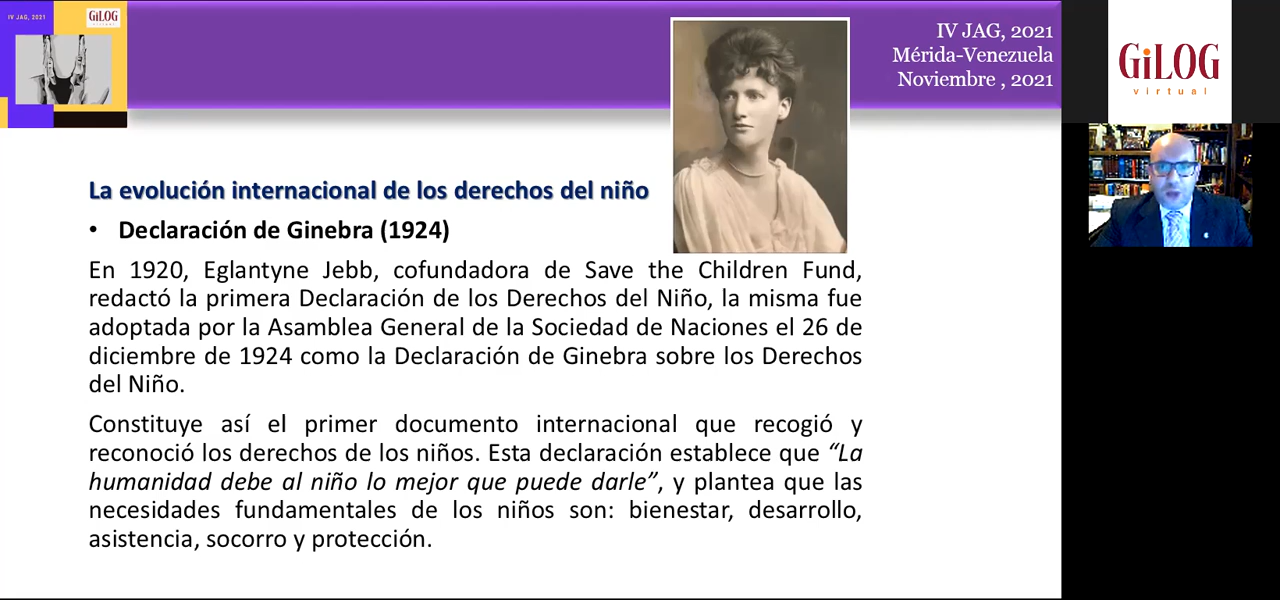 IV JAG, 2021
GiLOG
virtual
IV JAG, 2021
Mérida-Venezuela
Noviembre , 2021
GiLOG
virtual
La evolución internacional de los derechos del niño
• Declaración de Ginebra (1924)
En 1920, Eglantyne Jebb, cofundadora de Save the Children Fund,
redactó la primera Declaración de los Derechos del Niño, la misma fue
adoptada por la Asamblea General de la Sociedad de Naciones el 26 de
diciembre de 1924 como la Declaración de Ginebra sobre los Derechos
del Niño.
Constituye así el primer documento internacional que recogió y
reconoció los derechos de los niños. Esta declaración establece que “La
humanidad debe al niño lo mejor que puede darle”, y plantea que las
necesidades fundamentales de los niños son: bienestar, desarrollo,
asistencia, socorro y protección.